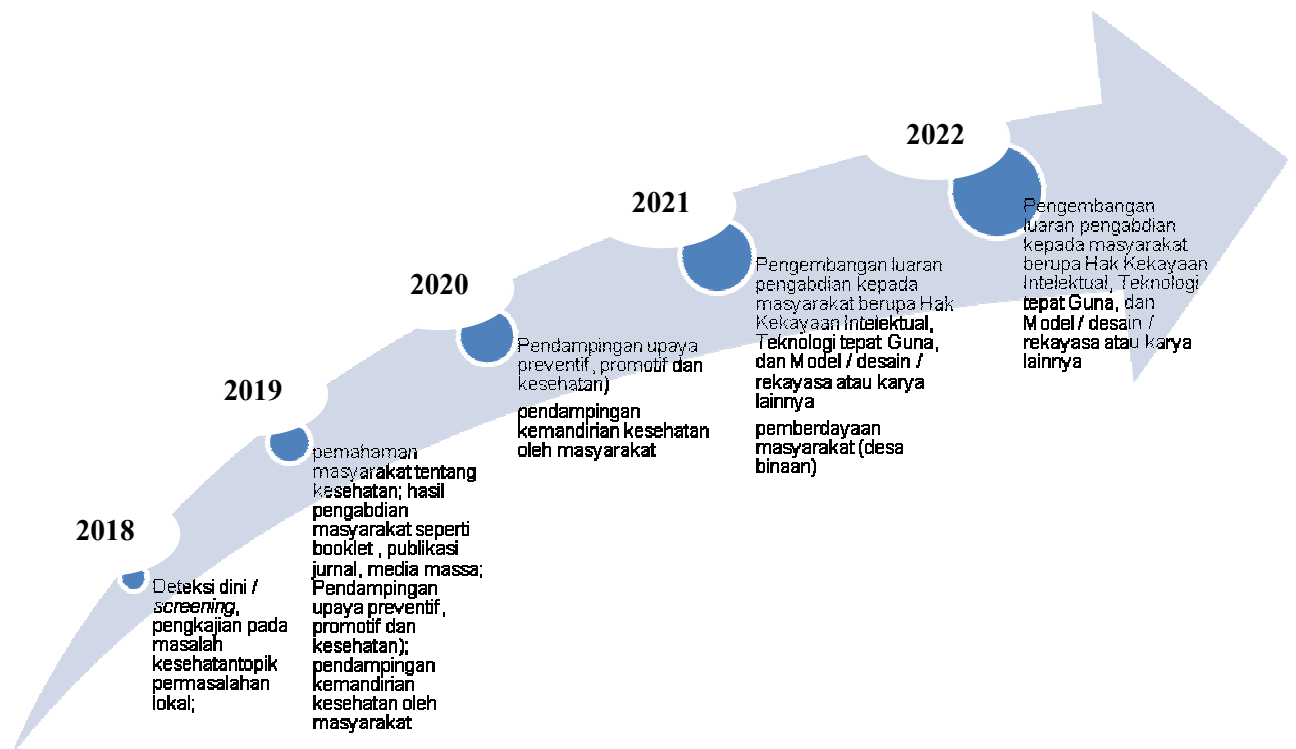 2018
Deteksi dini /
screening,
pengkajian pada
masalah
kesehatantopik
permasalahan
lokal;
2019
pemahaman
masyarakat tentang
kesehatan; hasil
pengabdian
masyarakat seperti
booklet , publikasi
jurnal, media massa;
Pendampingan
upaya preventif,
promotif dan
kesehatan);
pendampingan
kemandirian
kesehatan oleh
masyarakat
2020
Pendampingan upaya
preventif, promotif dan
kesehatan)
pendampingan
kemandirian kesehatan
oleh masyarakat
2021
Pengembangan luaran
pengabdian kepada
masyarakat berupa Hak
Kekayaan Intelektual,
Teknologi tepat Guna,
dan Model / desain /
rekayasa atau karya
lainnya
pemberdayaan
masyarakat (desa
binaan)
2022
Pengembangan
luaran pengabdian
kepada masyarakat
berupa Hak Kekayaan
Intelektual, Teknologi
tepat Guna, dan
Model / desain /
rekayasa atau karya
lainnya